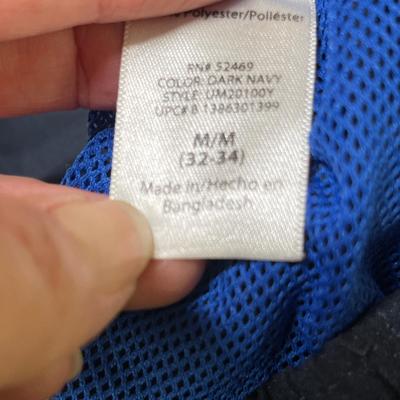 Polyester/Poliéster
RN# 52469
COLOR: DARK NAVY
STYLE: UM20100Y
UPC# 8 1386301399
M/M
(32-34)
Made in/Hecho en
Bangladesh